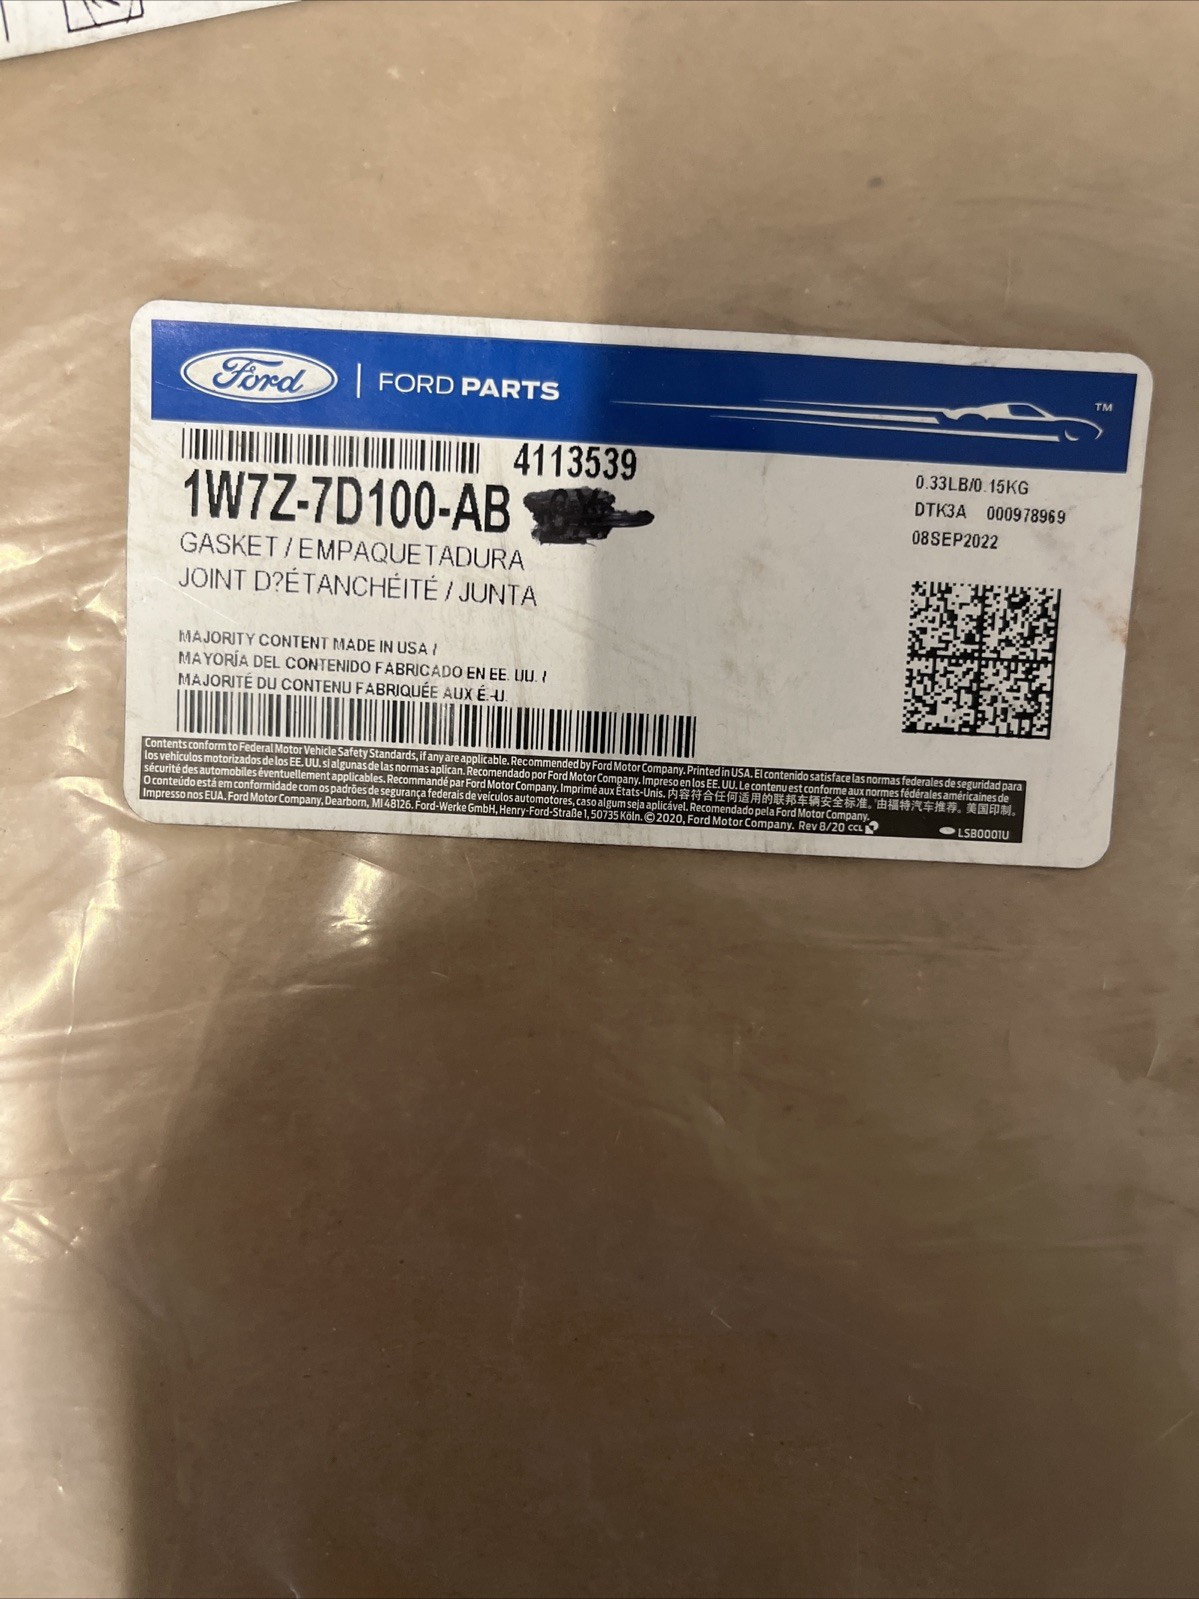 Ford | FORD PARTS
TM
4113539
1W7Z-7D100-AB
GASKET / EMPAQUETADURA
JOINT D?ÉTANCHÉITÉ / JUNTA
0.33LB/0.15KG
DTK3A 000978969
08SEP2022
MAJORITY CONTENT MADE IN USA /
MAYORÍA DEL CONTENIDO FABRICADO EN EE. UU. /
MAJORITÉ DU CONTENU FABRIQUÉE AUX É.-U.
Contents conform to Federal Motor Vehicle Safety Standards, if any are applicable. Recommended by Ford Motor Company. Printed in USA. El contenido satisface las normas federales de seguridad para
los vehículos motorizados de los EE. UU. si algunas de las normas aplican. Recomendado por Ford Motor Company. Impreso en los EE. UU. Le contenu est conforme aux normes fédérales américaines de
sécurité des automobiles éventuellement applicables. Recommandé par Ford Motor Company. Imprimé aux États-Unis. 内容符合任何适用的联邦车辆安全标准。由福特汽车推荐。美国印制。
O conteúdo está em conformidade com os padrões de segurança federais de veículos automotores, caso algum seja aplicável. Recomendado pela Ford Motor Company.
Impresso nos EUA. Ford Motor Company, Dearborn, MI 48126. Ford-Werke GmbH, Henry-Ford-Straße 1, 50735 Köln. © 2020, Ford Motor Company. Rev 8/20 CCL
LSB0001U